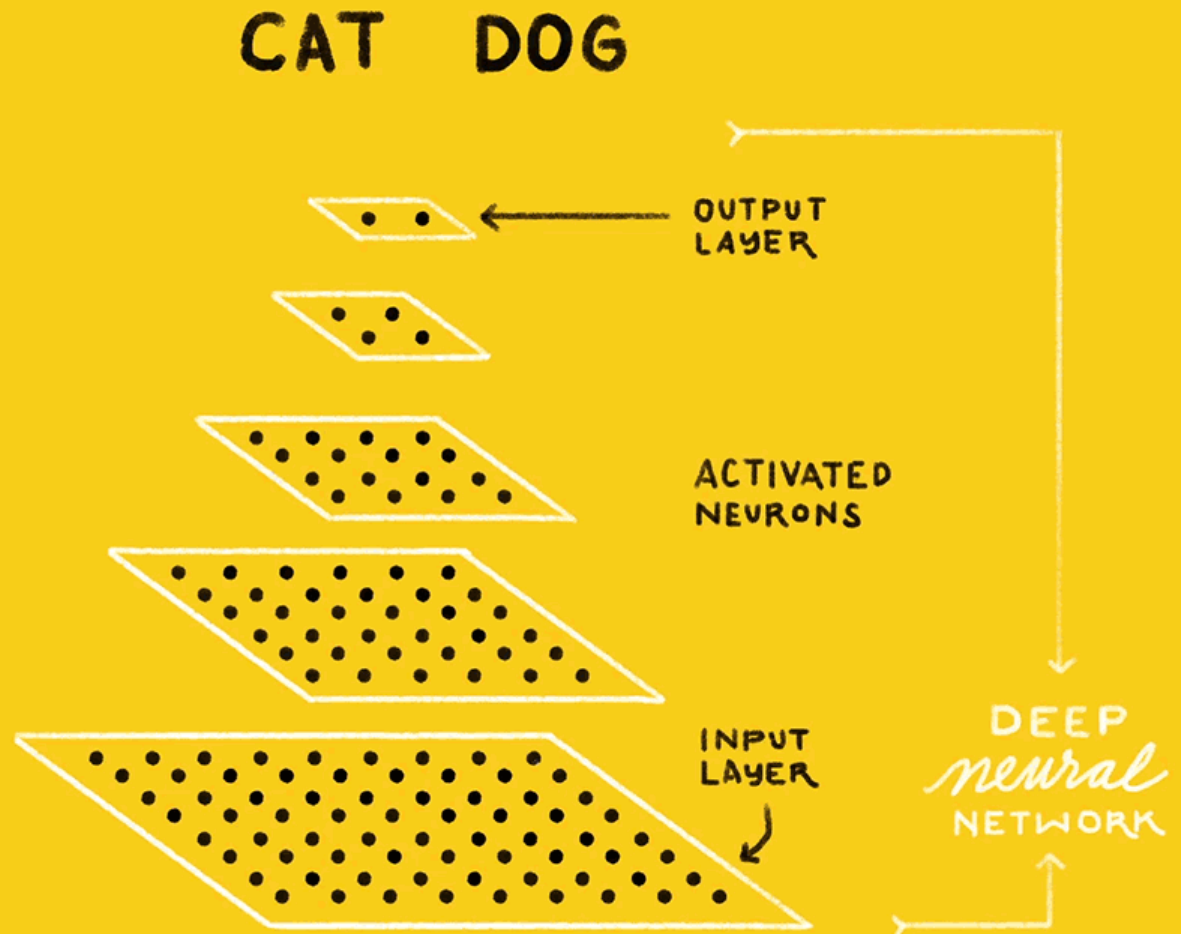 CAT DOG
OUTPUT
LAYER
ACTIVATED
NEURONS
INPUT
LAYER
DEEP
neural
NETWORK